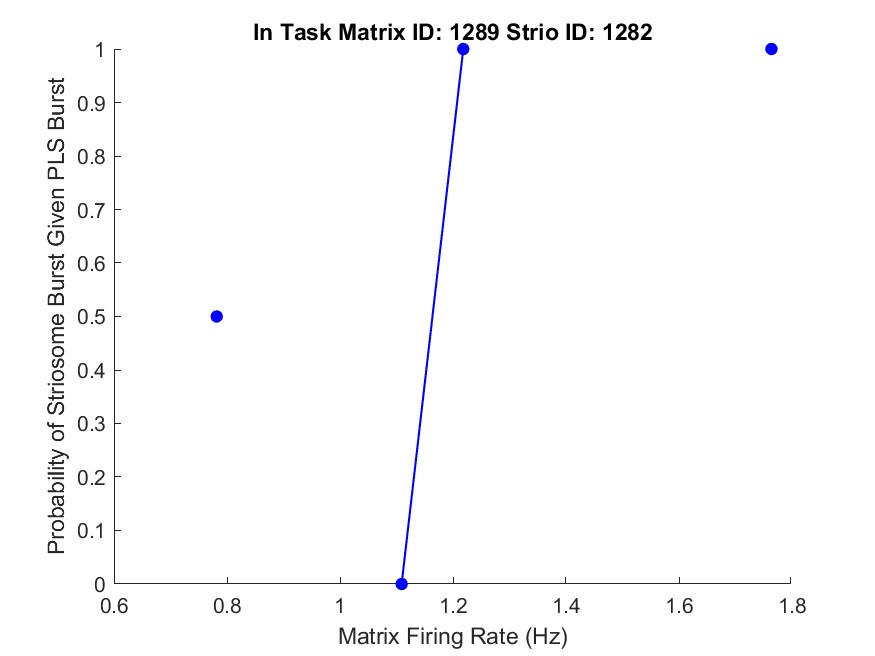 In Task Matrix ID: 1289 Strio ID: 1282
Probability of Striosome Burst Given PLS Burst
1
0.9
0.8
0.7
0.6
0.5
0.4
0.3
0.2
0.1
0
0.6 0.8 1 1.2 1.4 1.6 1.8
Matrix Firing Rate (Hz)